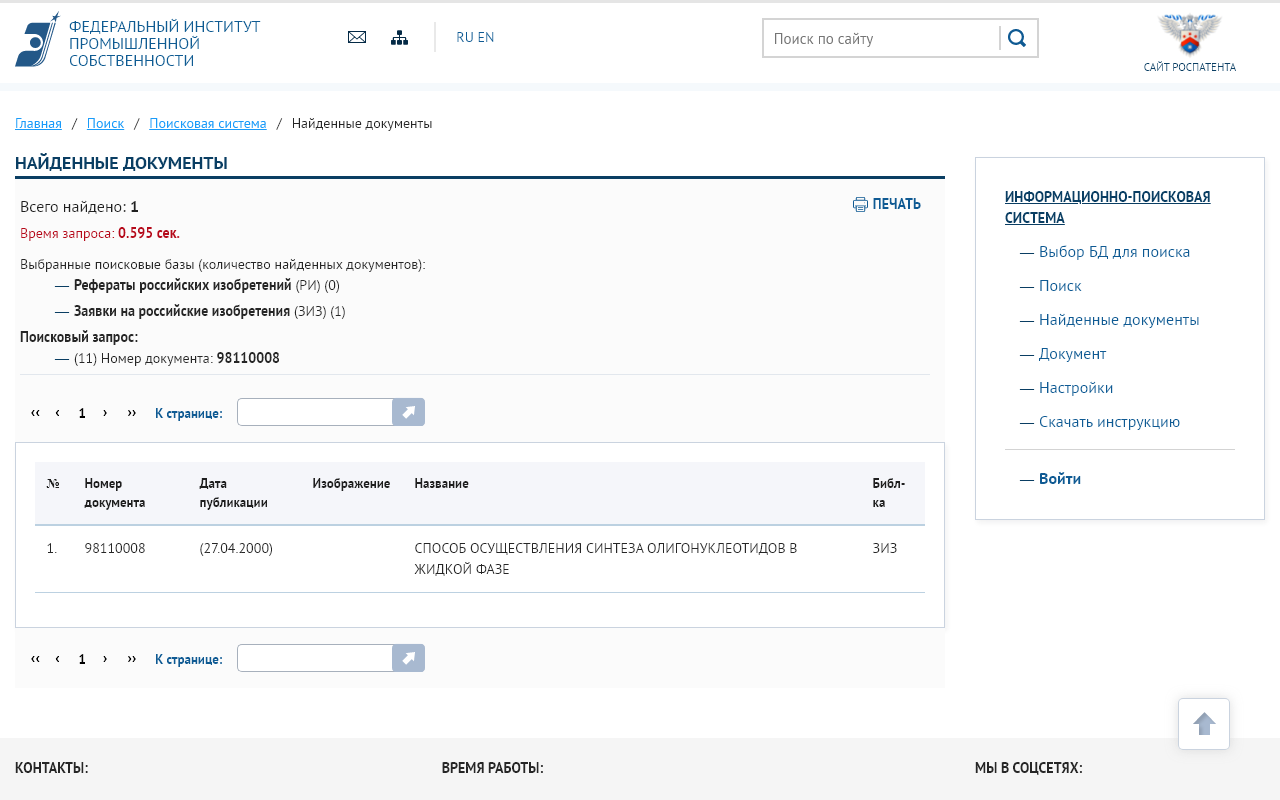 ФЕДЕРАЛЬНЫЙ ИНСТИТУТ
ПРОМЫШЛЕННОЙ
СОБСТВЕННОСТИ
RU EN
Поиск по сайту
САЙТ РОСПАТЕНТА
Главная / Поиск / Поисковая система / Найденные документы
НАЙДЕННЫЕ ДОКУМЕНТЫ
Всего найдено: 1
ПЕЧАТЬ
Время запроса: 0.595 сек.
Выбранные поисковые базы (количество найденных документов):
— Рефераты российских изобретений (РИ) (0)
— Заявки на российские изобретения (ЗИЗ) (1)
Поисковый запрос:
— (11) Номер документа: 98110008
‹‹ ‹ 1 › ›› К странице:
№ Номер документа Дата публикации Изображение Название Библ-ка
1. 98110008 (27.04.2000) СПОСОБ ОСУЩЕСТВЛЕНИЯ СИНТЕЗА ОЛИГОНУКЛЕОТИДОВ В
ЖИДКОЙ ФАЗЕ ЗИЗ
‹‹ ‹ 1 › ›› К странице:
ИНФОРМАЦИОННО-ПОИСКОВАЯ
СИСТЕМА
— Выбор БД для поиска
— Поиск
— Найденные документы
— Документ
— Настройки
— Скачать инструкцию
— Войти
КОНТАКТЫ:
ВРЕМЯ РАБОТЫ:
МЫ В СОЦСЕТЯХ: